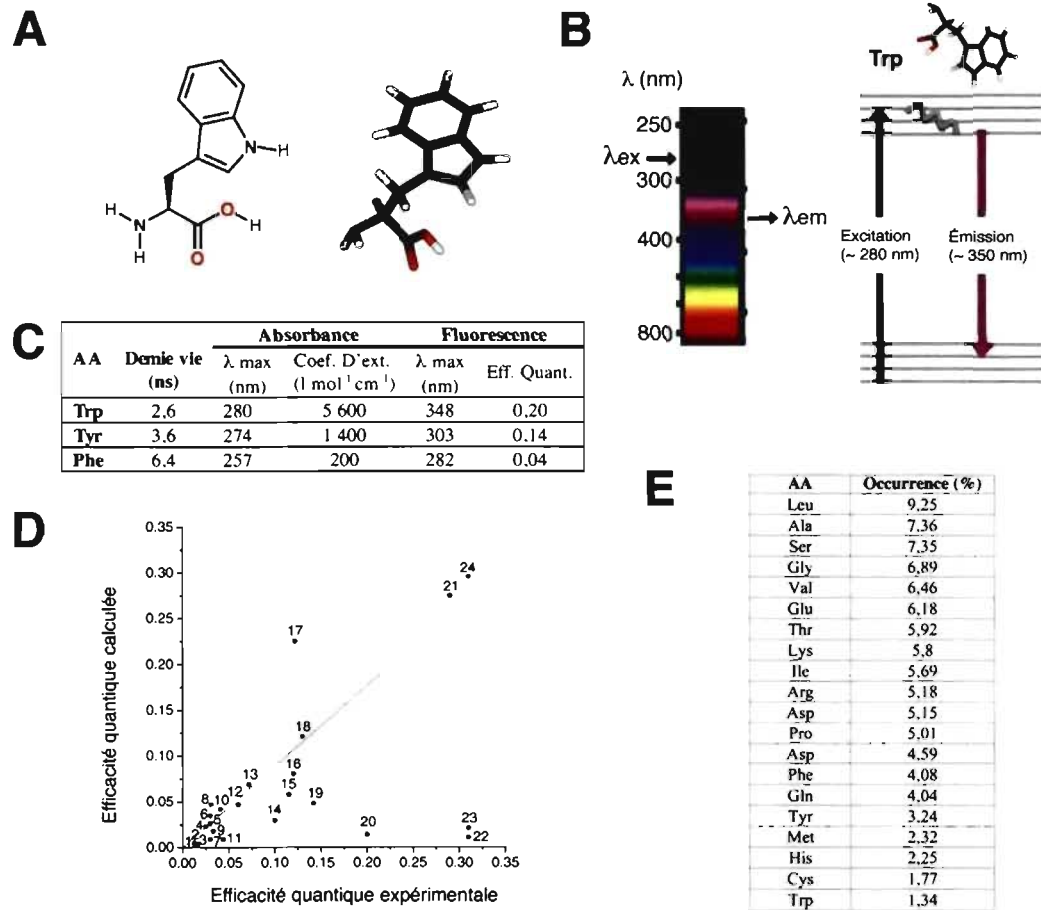 A
N
H
H
N
H
O
H
O
B
Trp
λ (nm)
250
λex
300
λem
400
800
Excitation
(~ 280 nm)
Émission
(~ 350 nm)
C
Absorbance Fluorescence
AA Demie vie (ns) λ max (nm) Coef. D'ext. (l mol⁻¹ cm⁻¹) λ max (nm) Eff. Quant.
Trp 2,6 280 5 600 348 0,20
Tyr 3.6 274 1 400 303 0.14
Phe 6.4 257 200 282 0.04
D
Efficacité quantique calculée
0.35
0.30
0.25
0.20
0.15
0.10
0.05
0.00
24
21
17
18
16
13
15
12
19
14
8
10
6
4
5
9
2
1
3
7
11
20
23
22
0.00 0.05 0.10 0.15 0.20 0.25 0.30 0.35
Efficacité quantique expérimentale
E
AA Occurrence (%)
Leu 9,25
Ala 7,36
Ser 7,35
Gly 6,89
Val 6,46
Glu 6,18
Thr 5,92
Lys 5,8
Ile 5,69
Arg 5,18
Asp 5,15
Pro 5,01
Asp 4,59
Phe 4,08
Gln 4,04
Tyr 3,24
Met 2,32
His 2,25
Cys 1,77
Trp 1,34